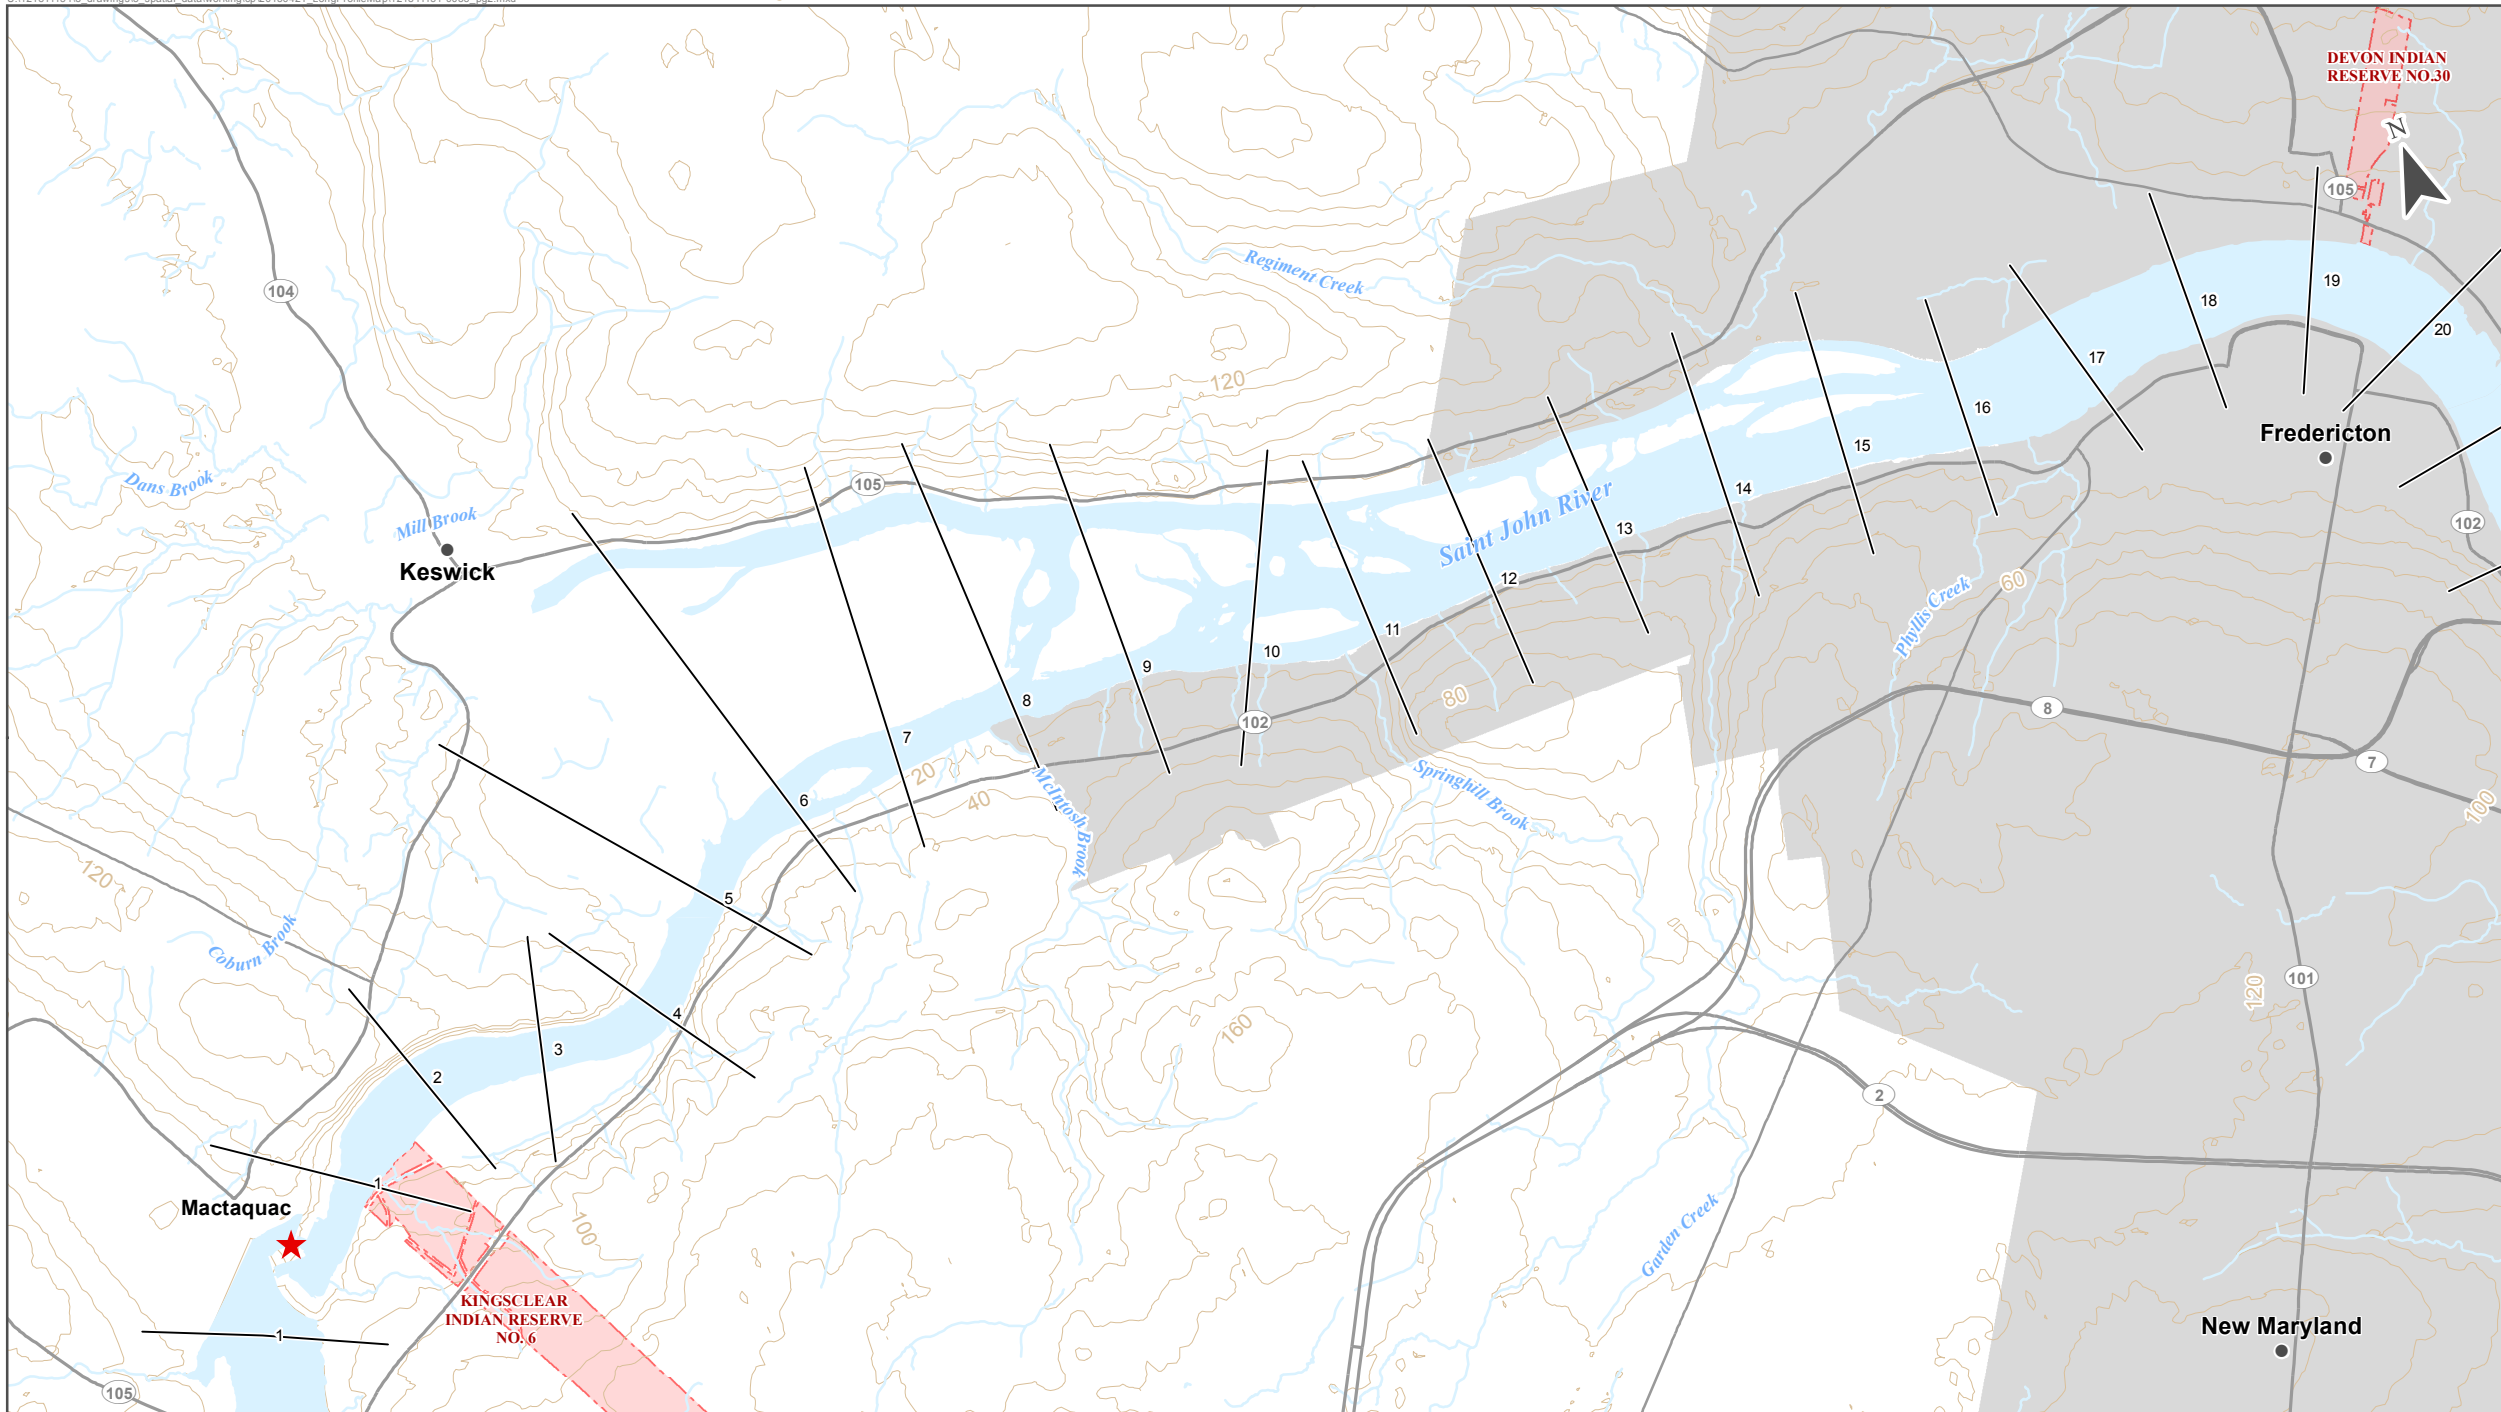 DEVON INDIAN
RESERVE NO.30
N
105
104
Regiment Creek
19
18
20
17
120
16
15
Fredericton
105
Dans Brook
Mill Brook
Keswick
Saint John River
14
13
12
102
60
Phyllis Creek
11
10
9
8
80
102
8
7
7
20
40
McIntosh Brook
Springhill Brook
6
100
120
5
Coburn Brook
101
120
160
4
3
2
2
1
Mactaquac
100
Garden Creek
KINGSCLEAR
INDIAN RESERVE
NO. 6
1
New Maryland
105